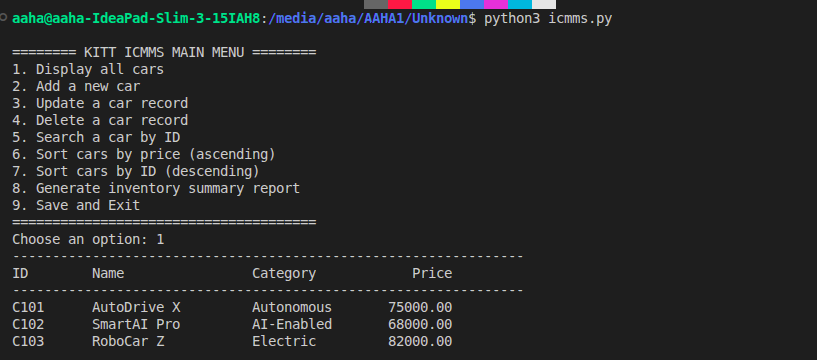 aaha@aaha-IdeaPad-Slim-3-15IAH8:/media/aaha/AAHA1/Unknown$ python3 icmms.py
======== KITT ICMMS MAIN MENU ========
1. Display all cars
2. Add a new car
3. Update a car record
4. Delete a car record
5. Search a car by ID
6. Sort cars by price (ascending)
7. Sort cars by ID (descending)
8. Generate inventory summary report
9. Save and Exit
======================================
Choose an option: 1
----------------------------------------------------------------
ID        Name                Category            Price
----------------------------------------------------------------
C101      AutoDrive X         Autonomous       75000.00
C102      SmartAI Pro         AI-Enabled       68000.00
C103      RoboCar Z           Electric         82000.00